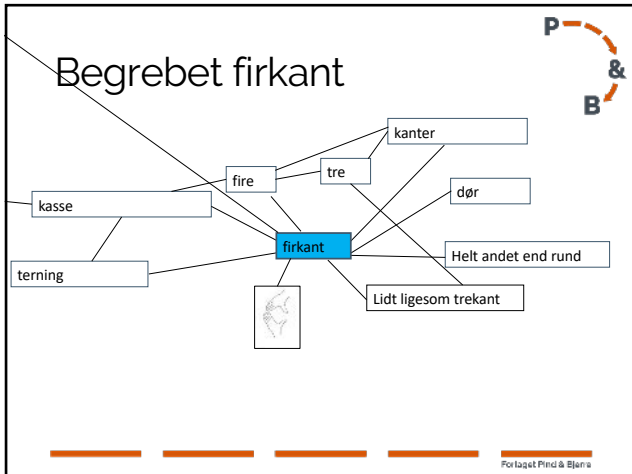 P
&
B
Begrebet firkant
kanter
fire
tre
dør
kasse
firkant
Helt andet end rund
terning
Lidt ligesom trekant
Forlaget Pind & Bjerre